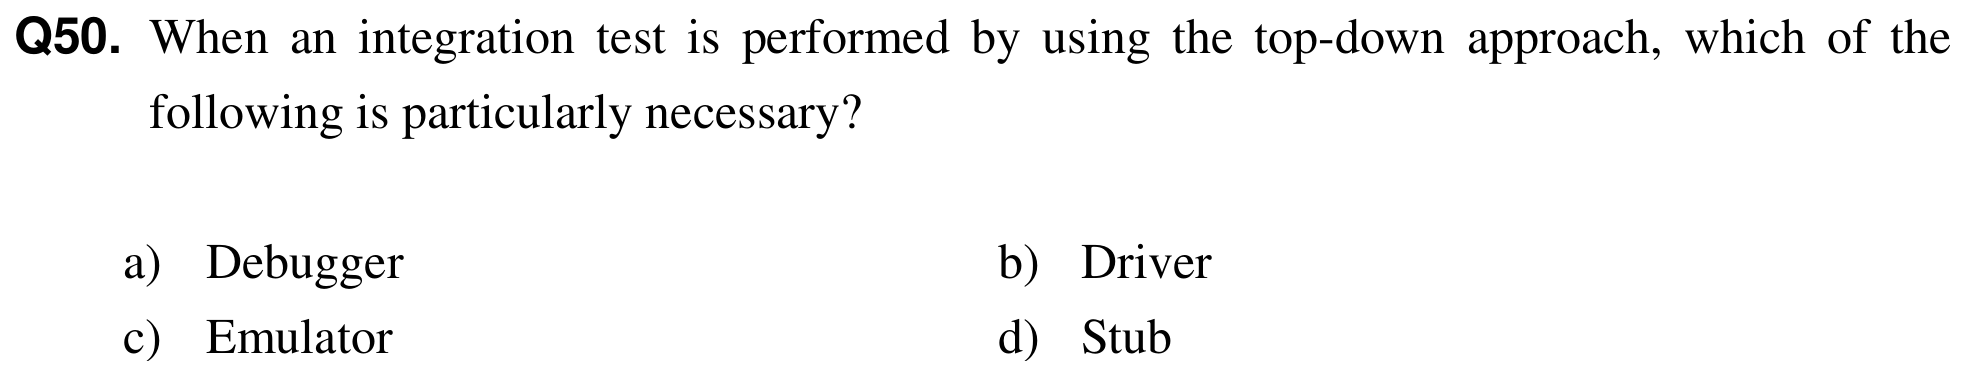 Q50. When an integration test is performed by using the top-down approach, which of the
following is particularly necessary?
a) Debugger b) Driver
c) Emulator d) Stub